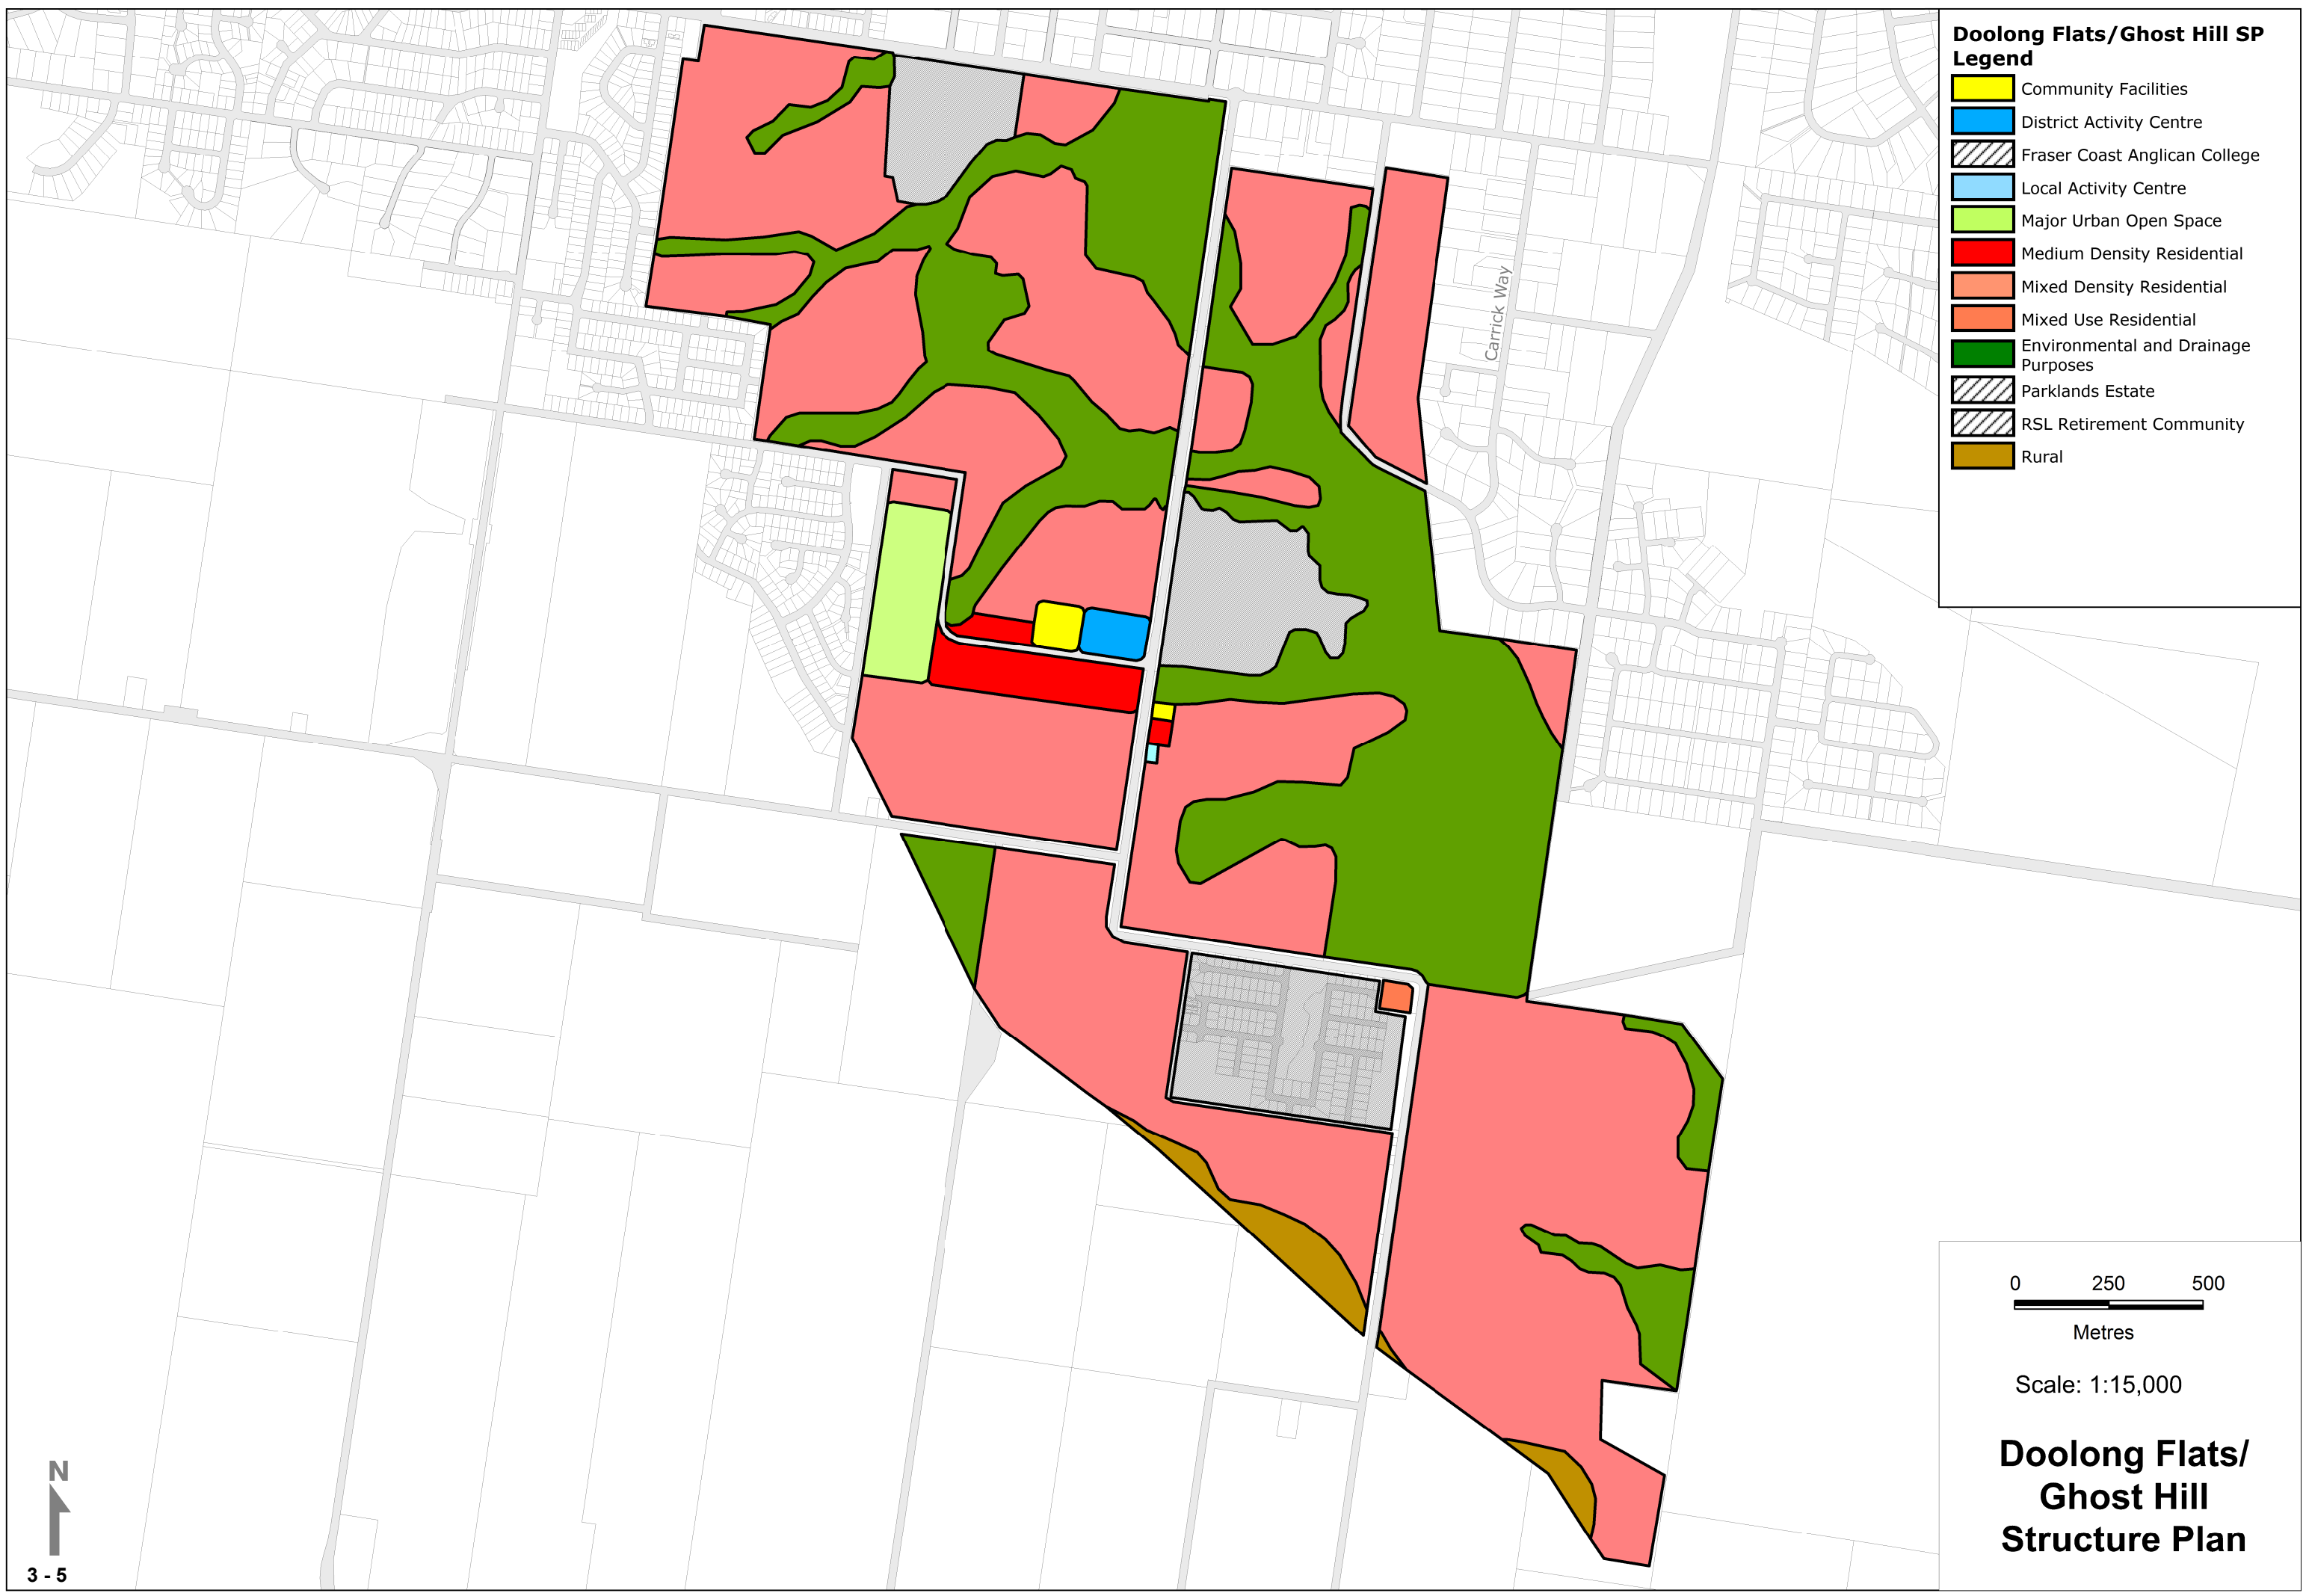 Doolong Flats/Ghost Hill SP
Legend
Community Facilities
District Activity Centre
Fraser Coast Anglican College
Local Activity Centre
Major Urban Open Space
Medium Density Residential
Mixed Density Residential
Mixed Use Residential
Environmental and Drainage
Purposes
Parklands Estate
RSL Retirement Community
Rural
Carrick Way
0 250 500
Metres
Scale: 1:15,000
Doolong Flats/
Ghost Hill
Structure Plan
N
3 - 5